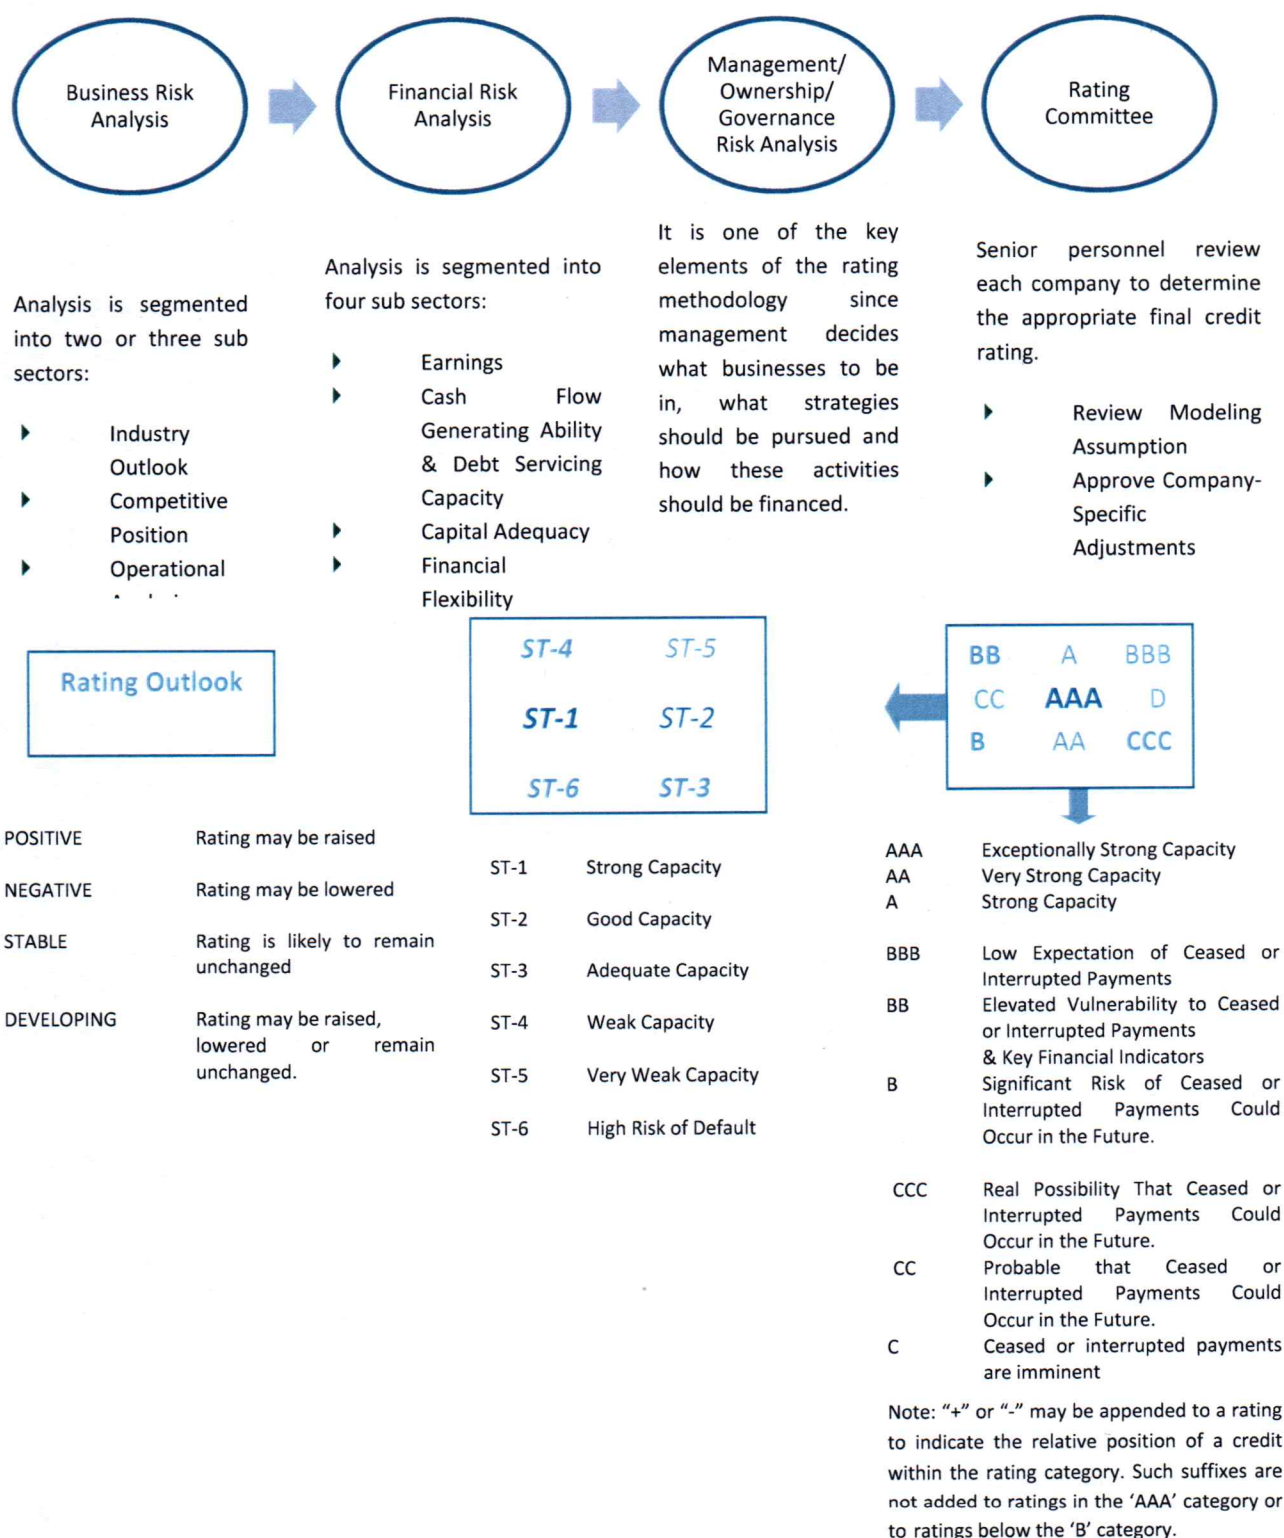 Business Risk
Analysis
Financial Risk
Analysis
Management/
Ownership/
Governance
Risk Analysis
Rating
Committee
Analysis is segmented
into two or three sub
sectors:
Industry
Outlook
Competitive
Position
Operational
Analysis is segmented into
four sub sectors:
Earnings
Cash Flow
Generating Ability
& Debt Servicing
Capacity
Capital Adequacy
Financial
Flexibility
It is one of the key
elements of the rating
methodology since
management decides
what businesses to be
in, what strategies
should be pursued and
how these activities
should be financed.
Senior personnel review
each company to determine
the appropriate final credit
rating.
Review Modeling
Assumption
Approve Company-
Specific
Adjustments
Rating Outlook
POSITIVE Rating may be raised
NEGATIVE Rating may be lowered
STABLE Rating is likely to remain
unchanged
DEVELOPING Rating may be raised,
lowered or remain
unchanged.
ST-4 ST-5
ST-1 ST-2
ST-6 ST-3
ST-1 Strong Capacity
ST-2 Good Capacity
ST-3 Adequate Capacity
ST-4 Weak Capacity
ST-5 Very Weak Capacity
ST-6 High Risk of Default
BB A BBB
CC AAA D
B AA CCC
AAA Exceptionally Strong Capacity
AA Very Strong Capacity
A Strong Capacity
BBB Low Expectation of Ceased or
Interrupted Payments
BB Elevated Vulnerability to Ceased
or Interrupted Payments
& Key Financial Indicators
B Significant Risk of Ceased or
Interrupted Payments Could
Occur in the Future.
CCC Real Possibility That Ceased or
Interrupted Payments Could
Occur in the Future.
CC Probable that Ceased or
Interrupted Payments Could
Occur in the Future.
C Ceased or interrupted payments
are imminent
Note: “+” or “-” may be appended to a rating
to indicate the relative position of a credit
within the rating category. Such suffixes are
not added to ratings in the ‘AAA’ category or
to ratings below the ‘B’ category.